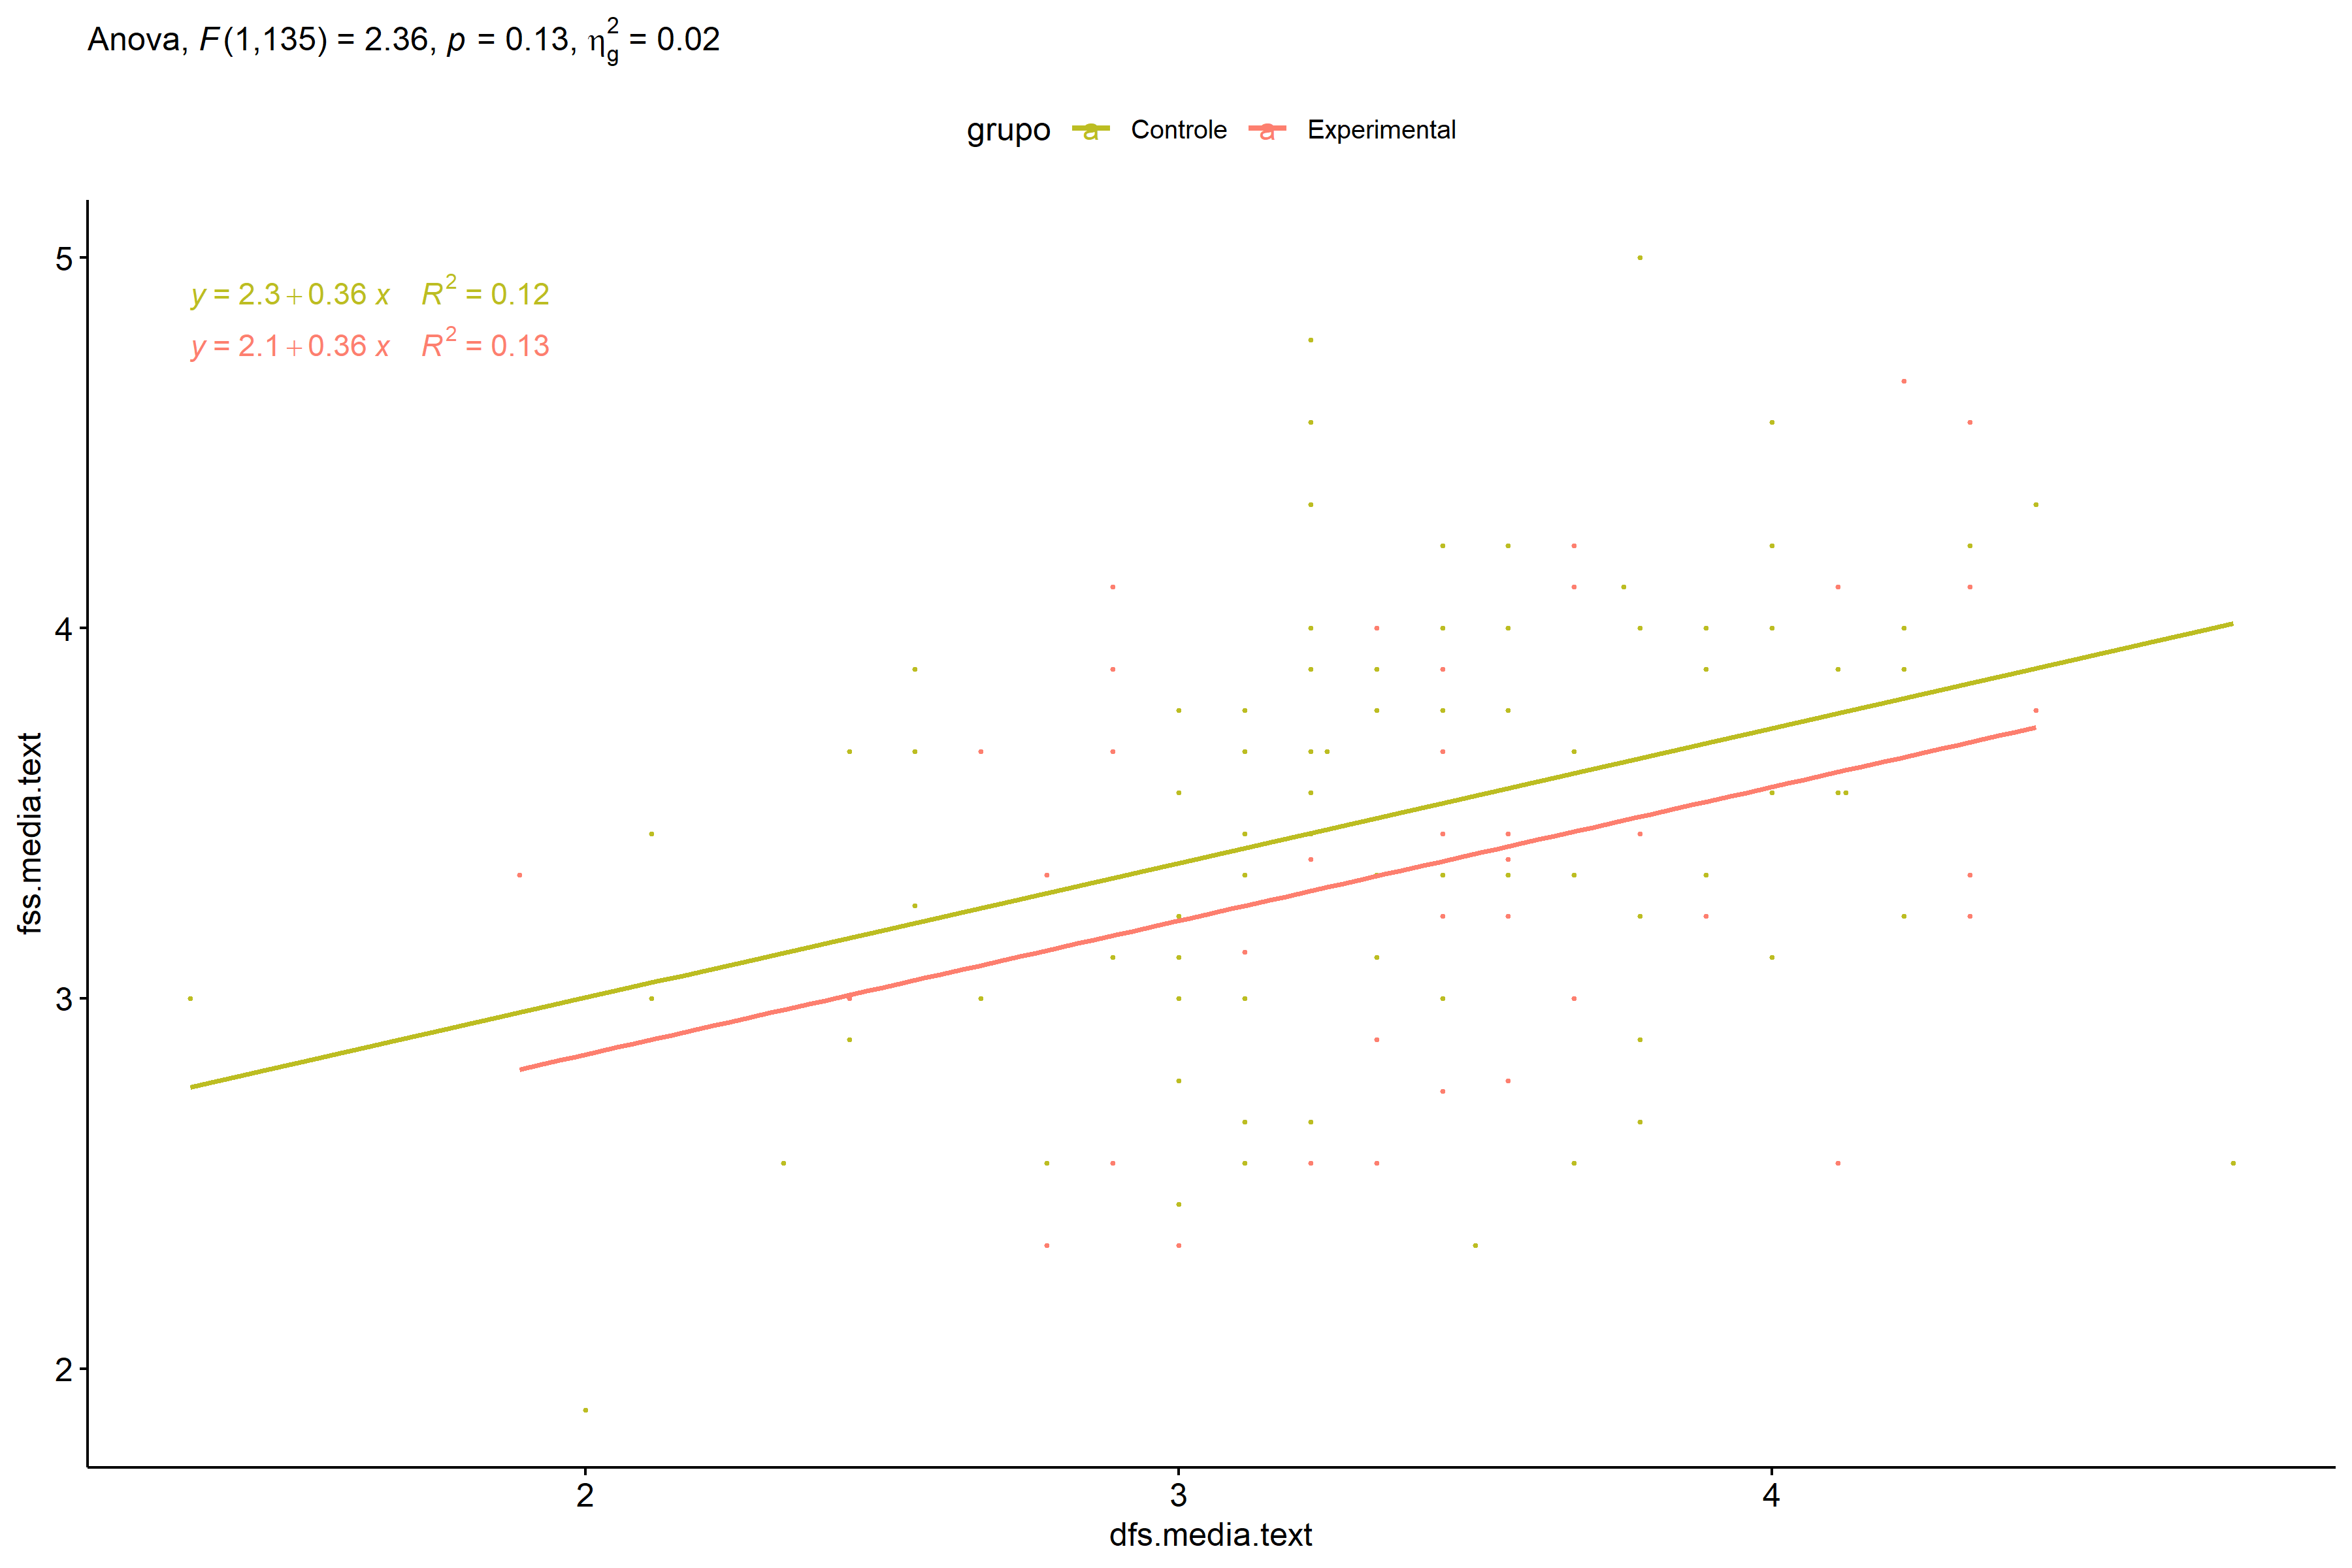 Anova, F(1,135) = 2.36, p = 0.13, η²g = 0.02
grupo a Controle a Experimental
5
y = 2.3 + 0.36 x R² = 0.12
y = 2.1 + 0.36 x R² = 0.13
4
fss.media.text
3
2
2 3 4
dfs.media.text